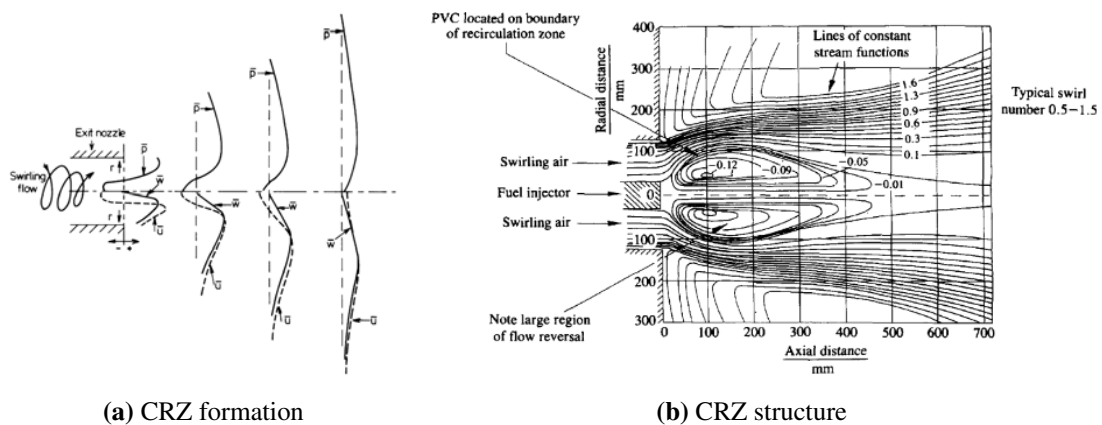 Exit nozzle
p̅
w̅
Swirling
flow
r
r
u̅
- +
p̅
w̅
u̅
p̅
w̅
u̅
p̅
w̅
u̅
(a) CRZ formation
PVC located on boundary
of recirculation zone
Lines of constant
stream functions
Typical swirl
number 0.5–1.5
Swirling air
Fuel injector
Swirling air
Note large region
of flow reversal
Radial distance
mm
400
300
200
100
0
100
200
300
1.6
1.3
0.9
0.6
0.3
0.1
-0.12
-0.09
-0.05
-0.01
0 100 200 300 400 500 600 700
Axial distance
mm
(b) CRZ structure